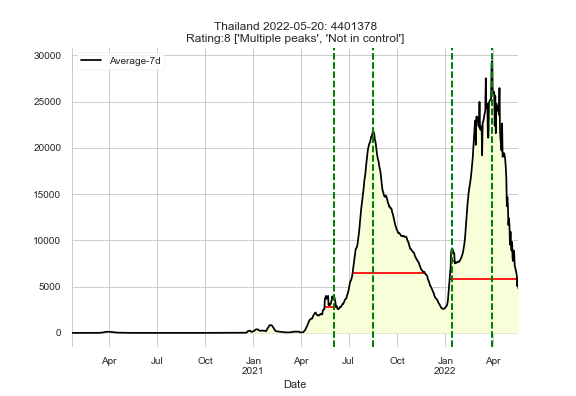 Thailand 2022-05-20: 4401378
Rating:8 ['Multiple peaks', 'Not in control']
Average-7d
30000
25000
20000
15000
10000
5000
0
Apr Jul Oct Jan Apr Jul Oct Jan Apr
2021 2022
Date